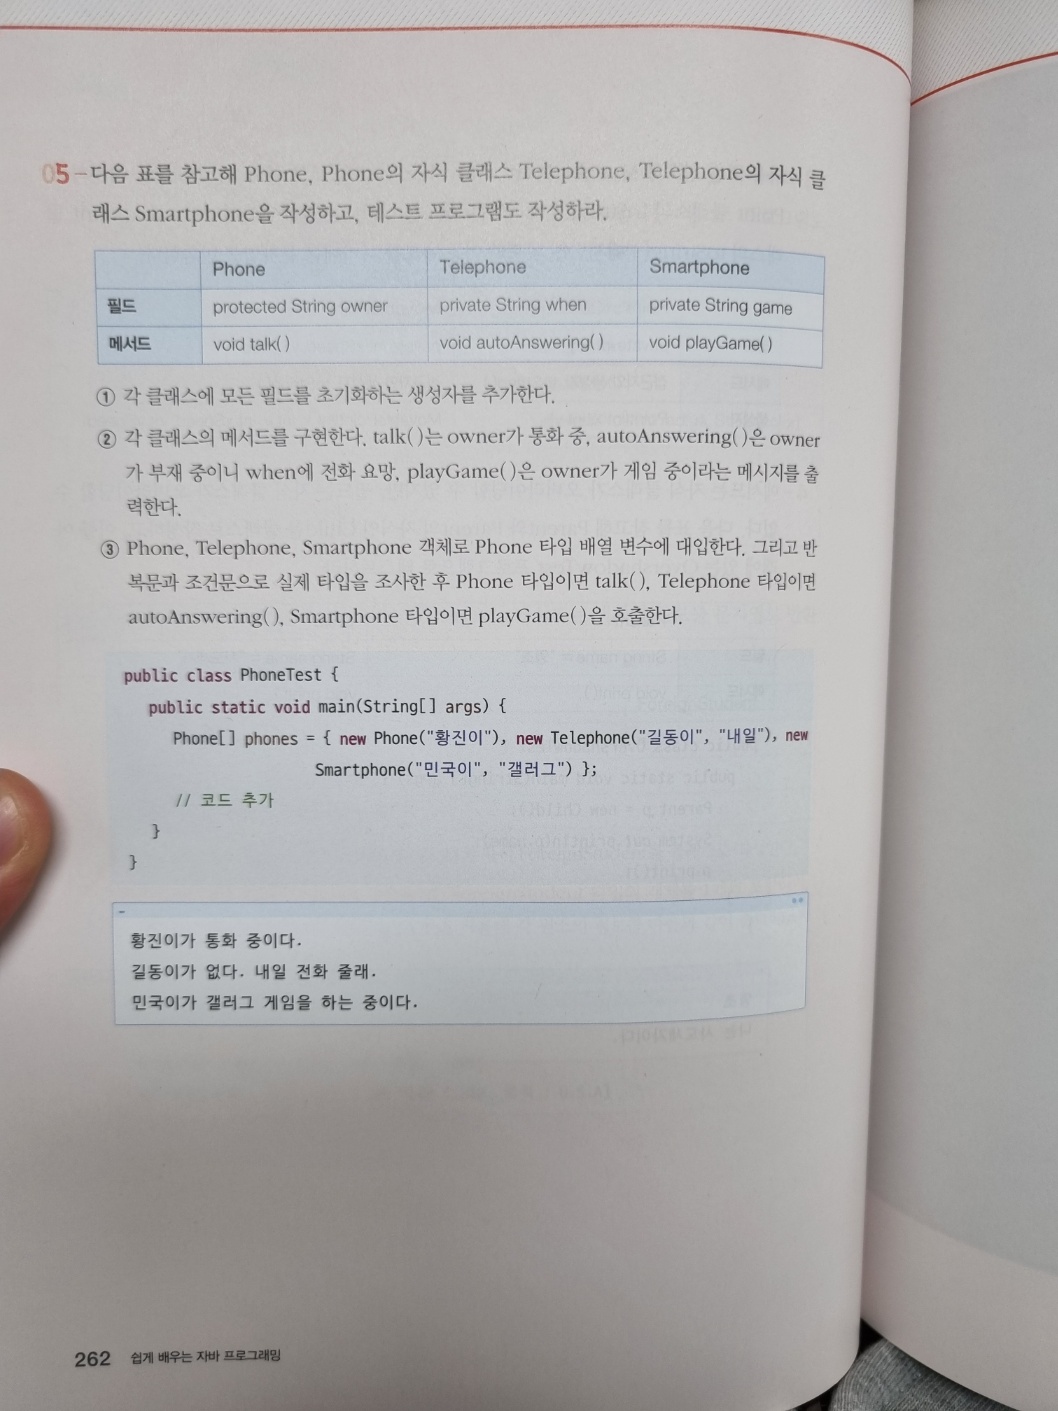 05 - 다음 표를 참고해 Phone, Phone의 자식 클래스 Telephone, Telephone의 자식 클
래스 Smartphone을 작성하고, 테스트 프로그램도 작성하라.
Phone Telephone Smartphone
필드 protected String owner private String when private String game
메서드 void talk( ) void autoAnswering( ) void playGame( )
① 각 클래스에 모든 필드를 초기화하는 생성자를 추가한다.
② 각 클래스의 메서드를 구현한다. talk( )는 owner가 통화 중, autoAnswering( )은 owner
가 부재 중이니 when에 전화 요망, playGame( )은 owner가 게임 중이라는 메시지를 출
력한다.
③ Phone, Telephone, Smartphone 객체로 Phone 타입 배열 변수에 대입한다. 그리고 반
복문과 조건문으로 실제 타입을 조사한 후 Phone 타입이면 talk( ), Telephone 타입이면
autoAnswering( ), Smartphone 타입이면 playGame( )을 호출한다.
public class PhoneTest {
public static void main(String[] args) {
Phone[] phones = { new Phone("황진이"), new Telephone("길동이", "내일"), new
Smartphone("민국이", "갤러그") };
// 코드 추가
}
}
황진이가 통화 중이다.
길동이가 없다. 내일 전화 줄래.
민국이가 갤러그 게임을 하는 중이다.
262 쉽게 배우는 자바 프로그래밍